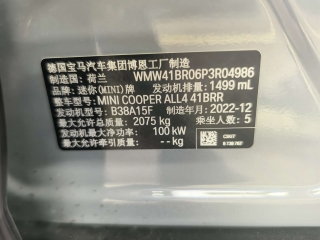 德国宝马汽车集团博恩工厂制造
制造国: 荷兰 WMW41BR06P3R04986
品牌: 迷你(MINI)牌 发动机排量: 1499 mL
整车型号: MINI COOPER ALL4 41BRR
发动机型号: B38A15F 制造年月: 2022-12
最大允许总质量: 2075 kg 乘坐人数: 5
发动机最大净功率: 100 kW
最大允许牵引质量: -- kg